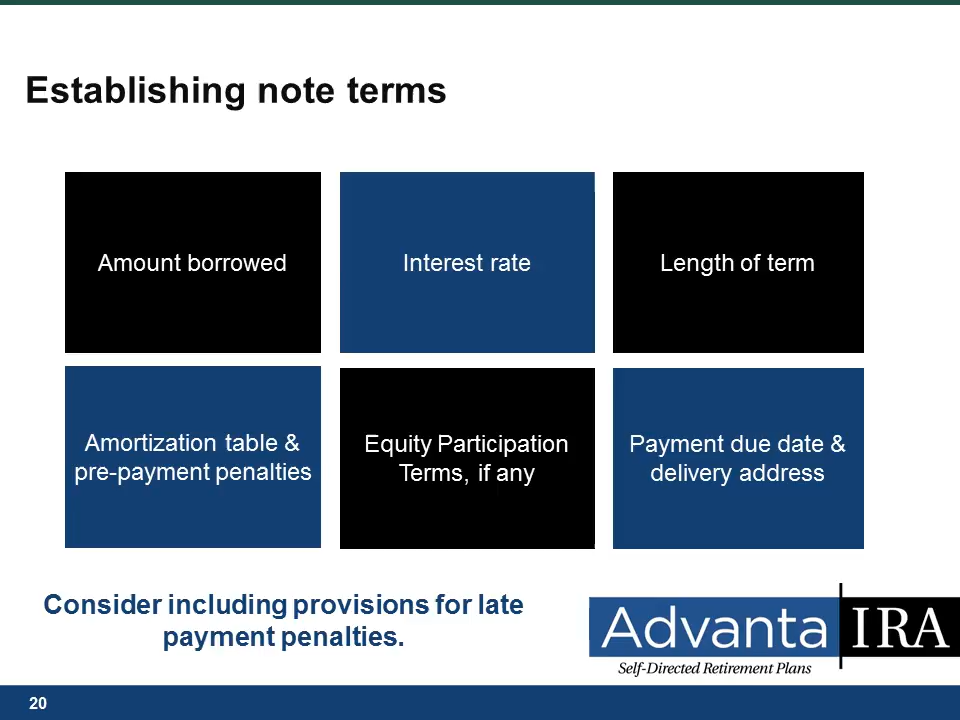 Establishing note terms
Amount borrowed
Interest rate
Length of term
Amortization table &
pre-payment penalties
Equity Participation
Terms, if any
Payment due date &
delivery address
Consider including provisions for late
payment penalties.
Advanta IRA
Self-Directed Retirement Plans
20